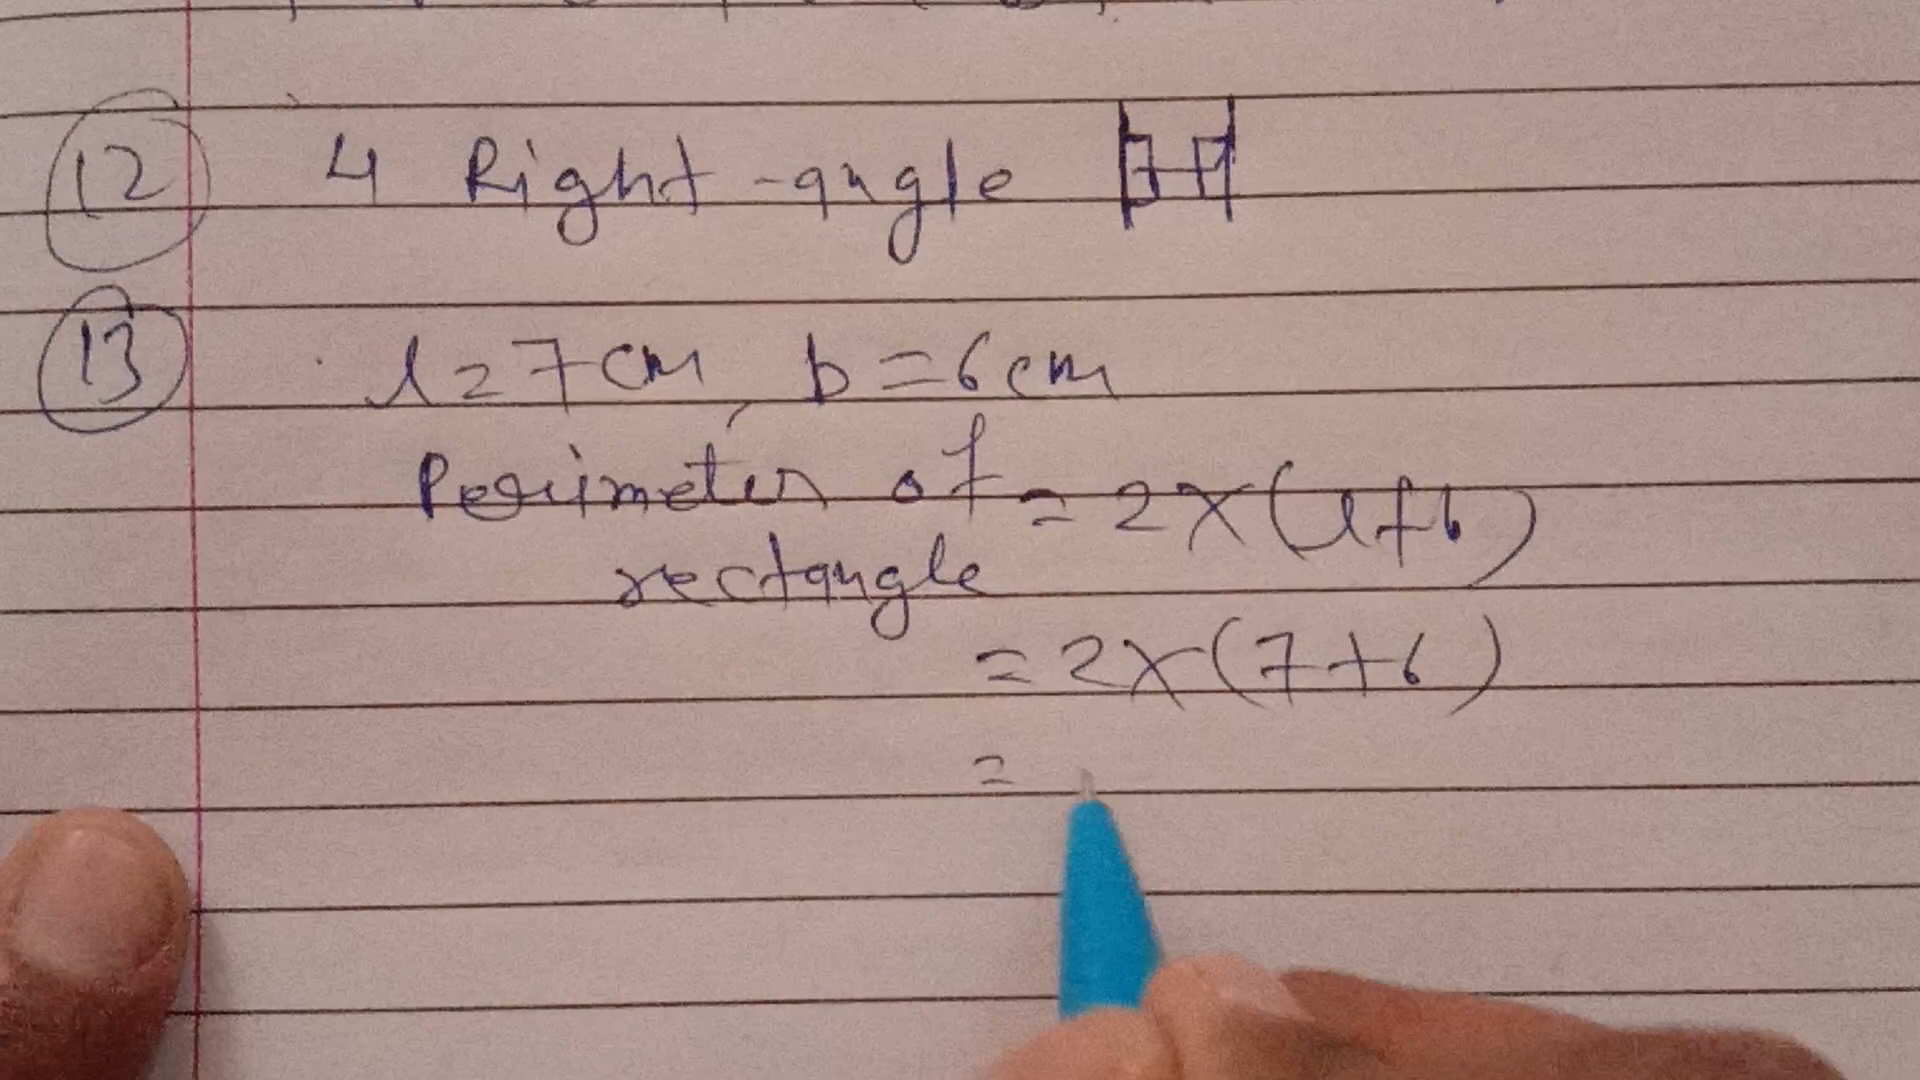 12 4 Right-angle
13 l=7cm, b=6cm
Perimeter of = 2×(l+b)
rectangle
= 2×(7+6)
=